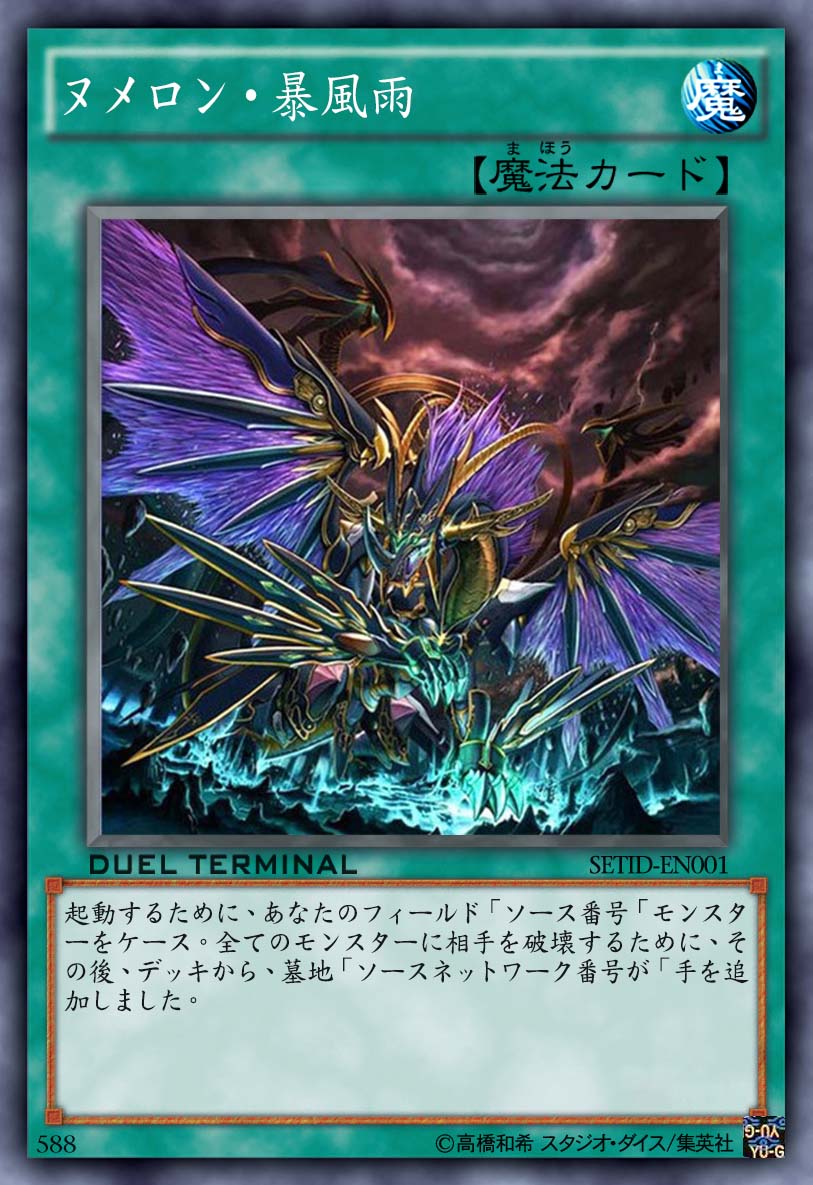 ヌメロン・暴風雨
魔
ま ほう
【魔法カード】
DUEL TERMINAL
SETID-EN001
起動するために、あなたのフィールド「ソース番号「モンスタ
ーをケース。全てのモンスターに相手を破壊するために、そ
の後、デッキから、墓地「ソースネットワーク番号が「手を追
加しました。
588
©高橋和希 スタジオ・ダイス/集英社
YU-G
YU-G